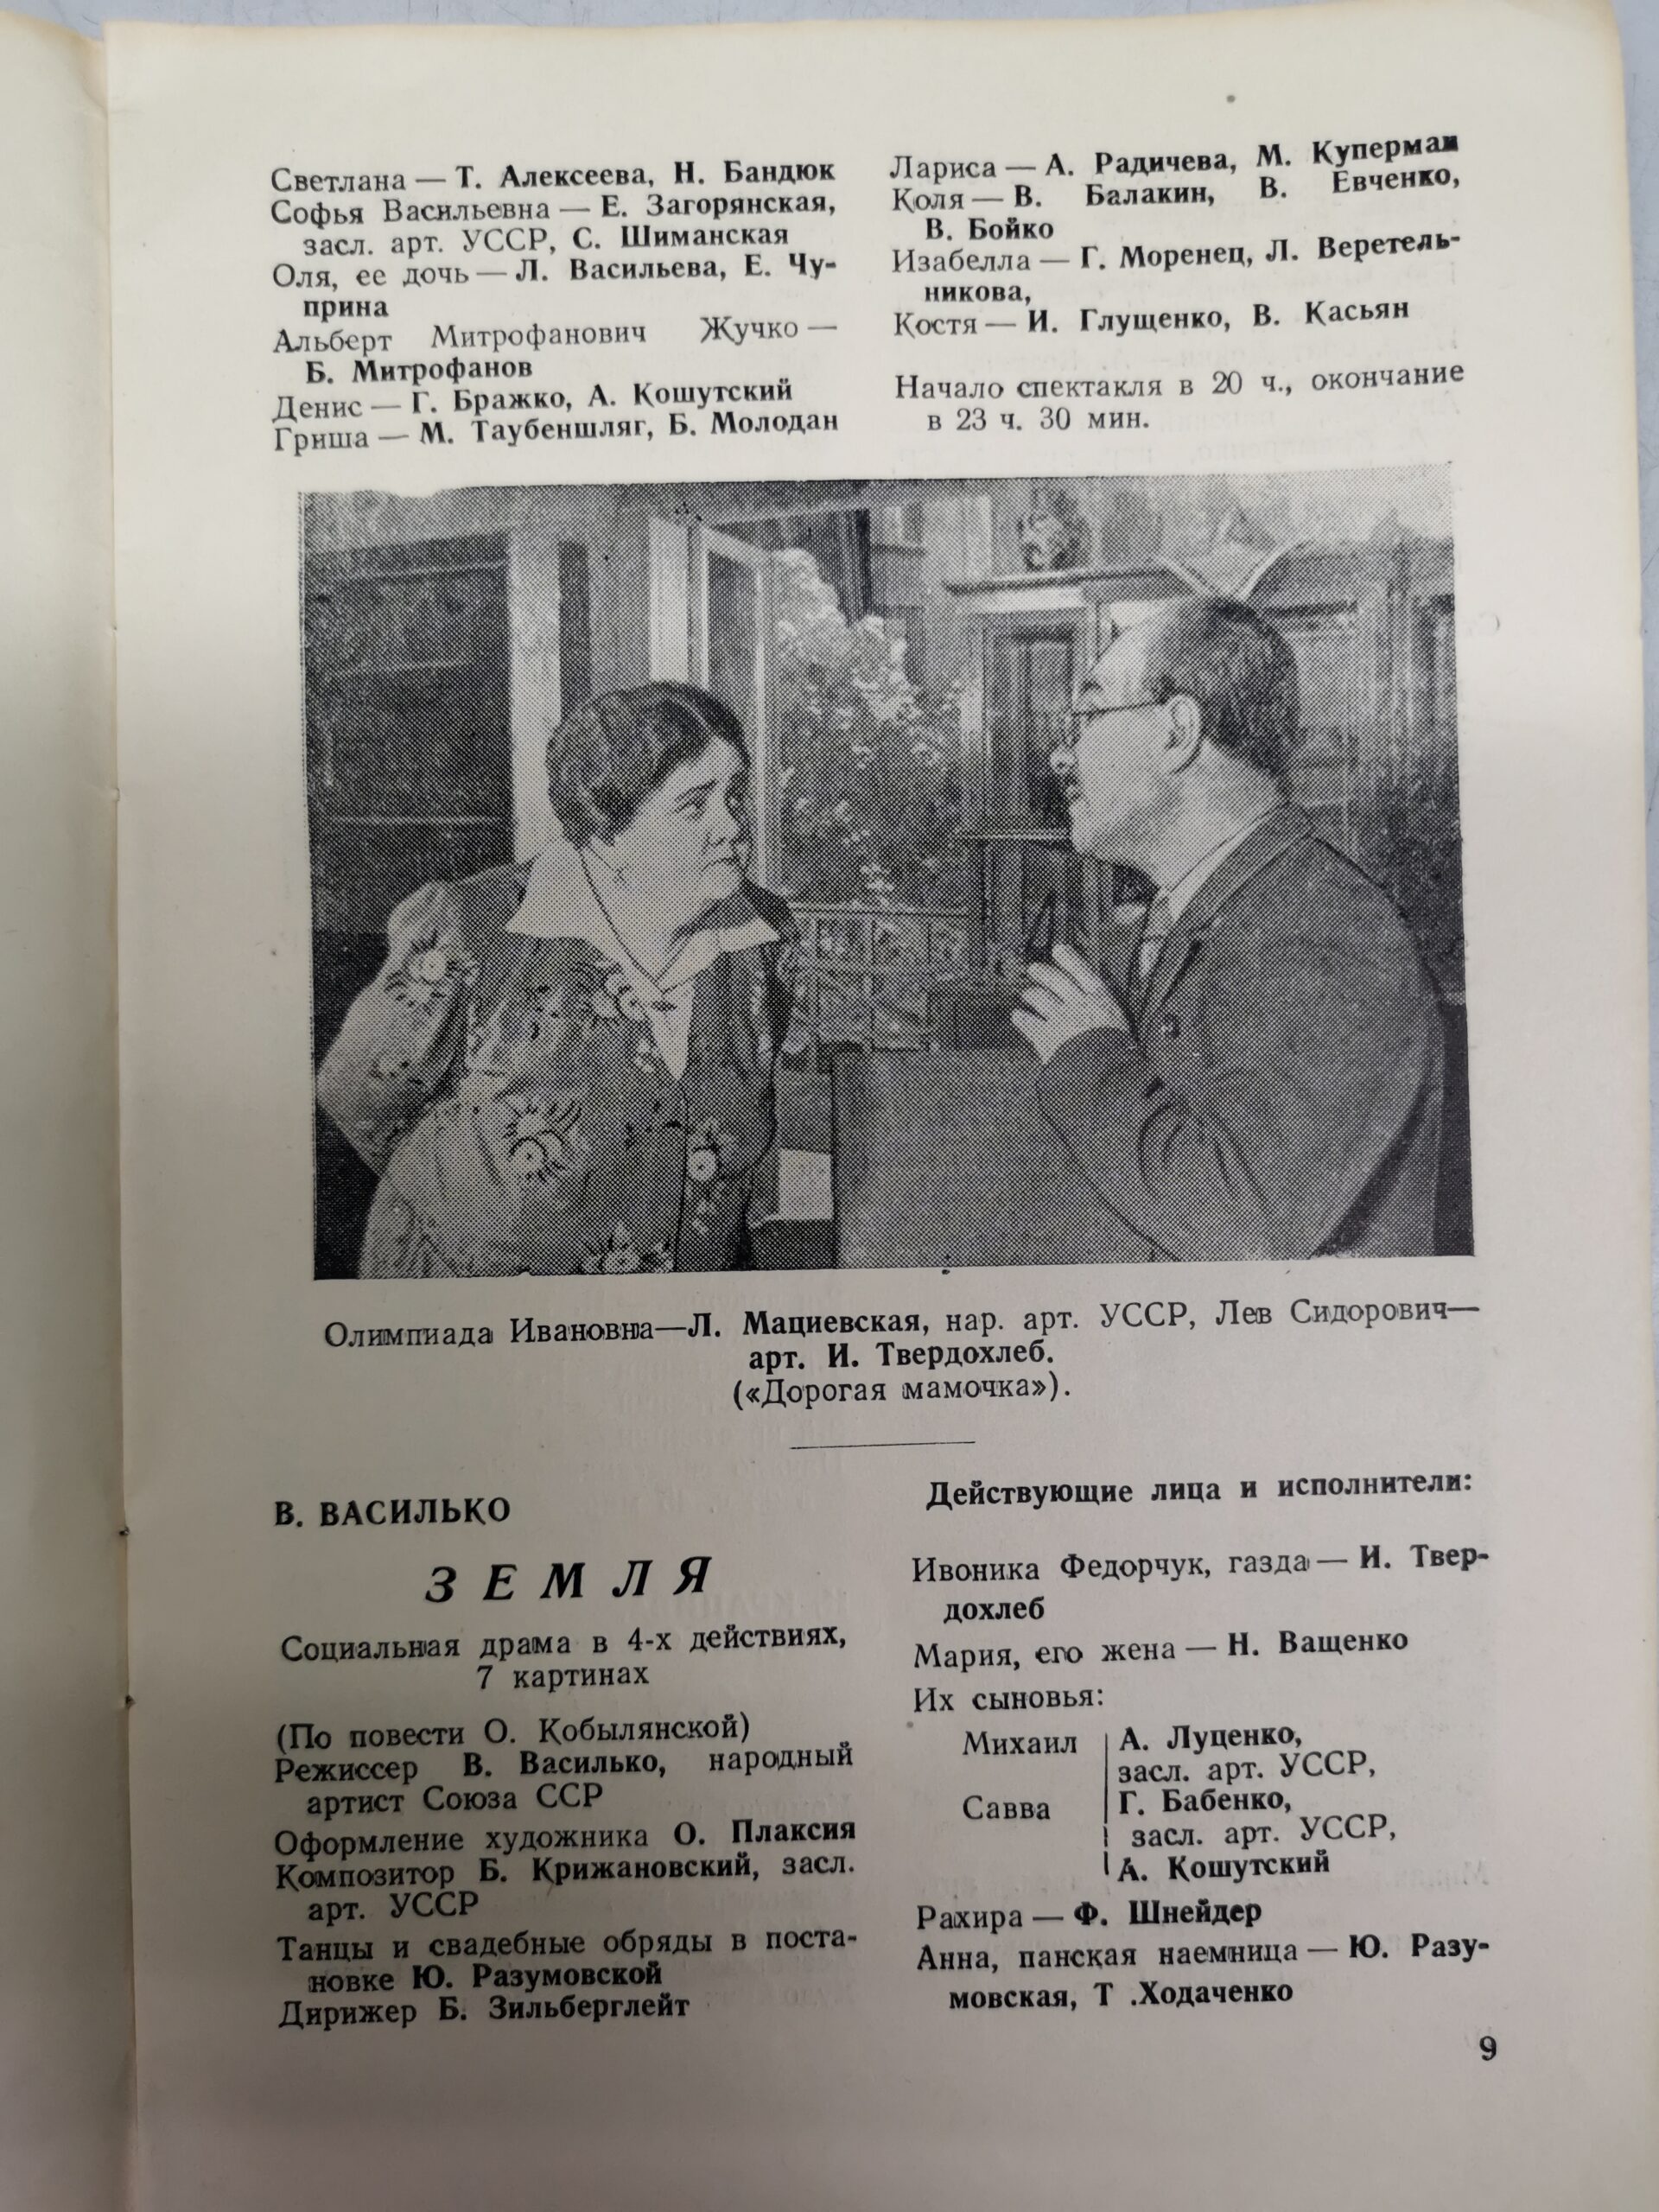 Светлана — Т. Алексеева, Н. Бандюк
Софья Васильевна — Е. Загорянская,
засл. арт. УССР, С. Шиманская
Оля, ее дочь — Л. Васильева, Е. Чу-
прина
Альберт Митрофанович Жучко —
Б. Митрофанов
Денис — Г. Бражко, А. Кошутский
Гриша — М. Таубеншляг, Б. Молодан
Лариса — А. Радичева, М. Куперман
Коля — В. Балакин, В. Евченко,
В. Бойко
Изабелла — Г. Моренец, Л. Веретель-
никова,
Костя — И. Глущенко, В. Касьян
Начало спектакля в 20 ч., окончание
в 23 ч. 30 мин.
Олимпиада Ивановна—Л. Мациевская, нар. арт. УССР, Лев Сидорович—
арт. И. Твердохлеб.
(«Дорогая мамочка»).
В. ВАСИЛЬКО
ЗЕМЛЯ
Социальная драма в 4-х действиях,
7 картинах
(По повести О. Кобылянской)
Режиссер В. Василько, народный
артист Союза ССР
Оформление художника О. Плаксия
Композитор Б. Крижановский, засл.
арт. УССР
Танцы и свадебные обряды в поста-
новке Ю. Разумовской
Дирижер Б. Зильберглейт
Действующие лица и исполнители:
Ивоника Федорчук, газда — И. Твер-
дохлеб
Мария, его жена — Н. Ващенко
Их сыновья:
Михаил А. Луценко,
засл. арт. УССР,
Савва Г. Бабенко,
засл. арт. УССР,
А. Кошутский
Рахира — Ф. Шнейдер
Анна, панская наемница — Ю. Разу-
мовская, Т .Ходаченко
9